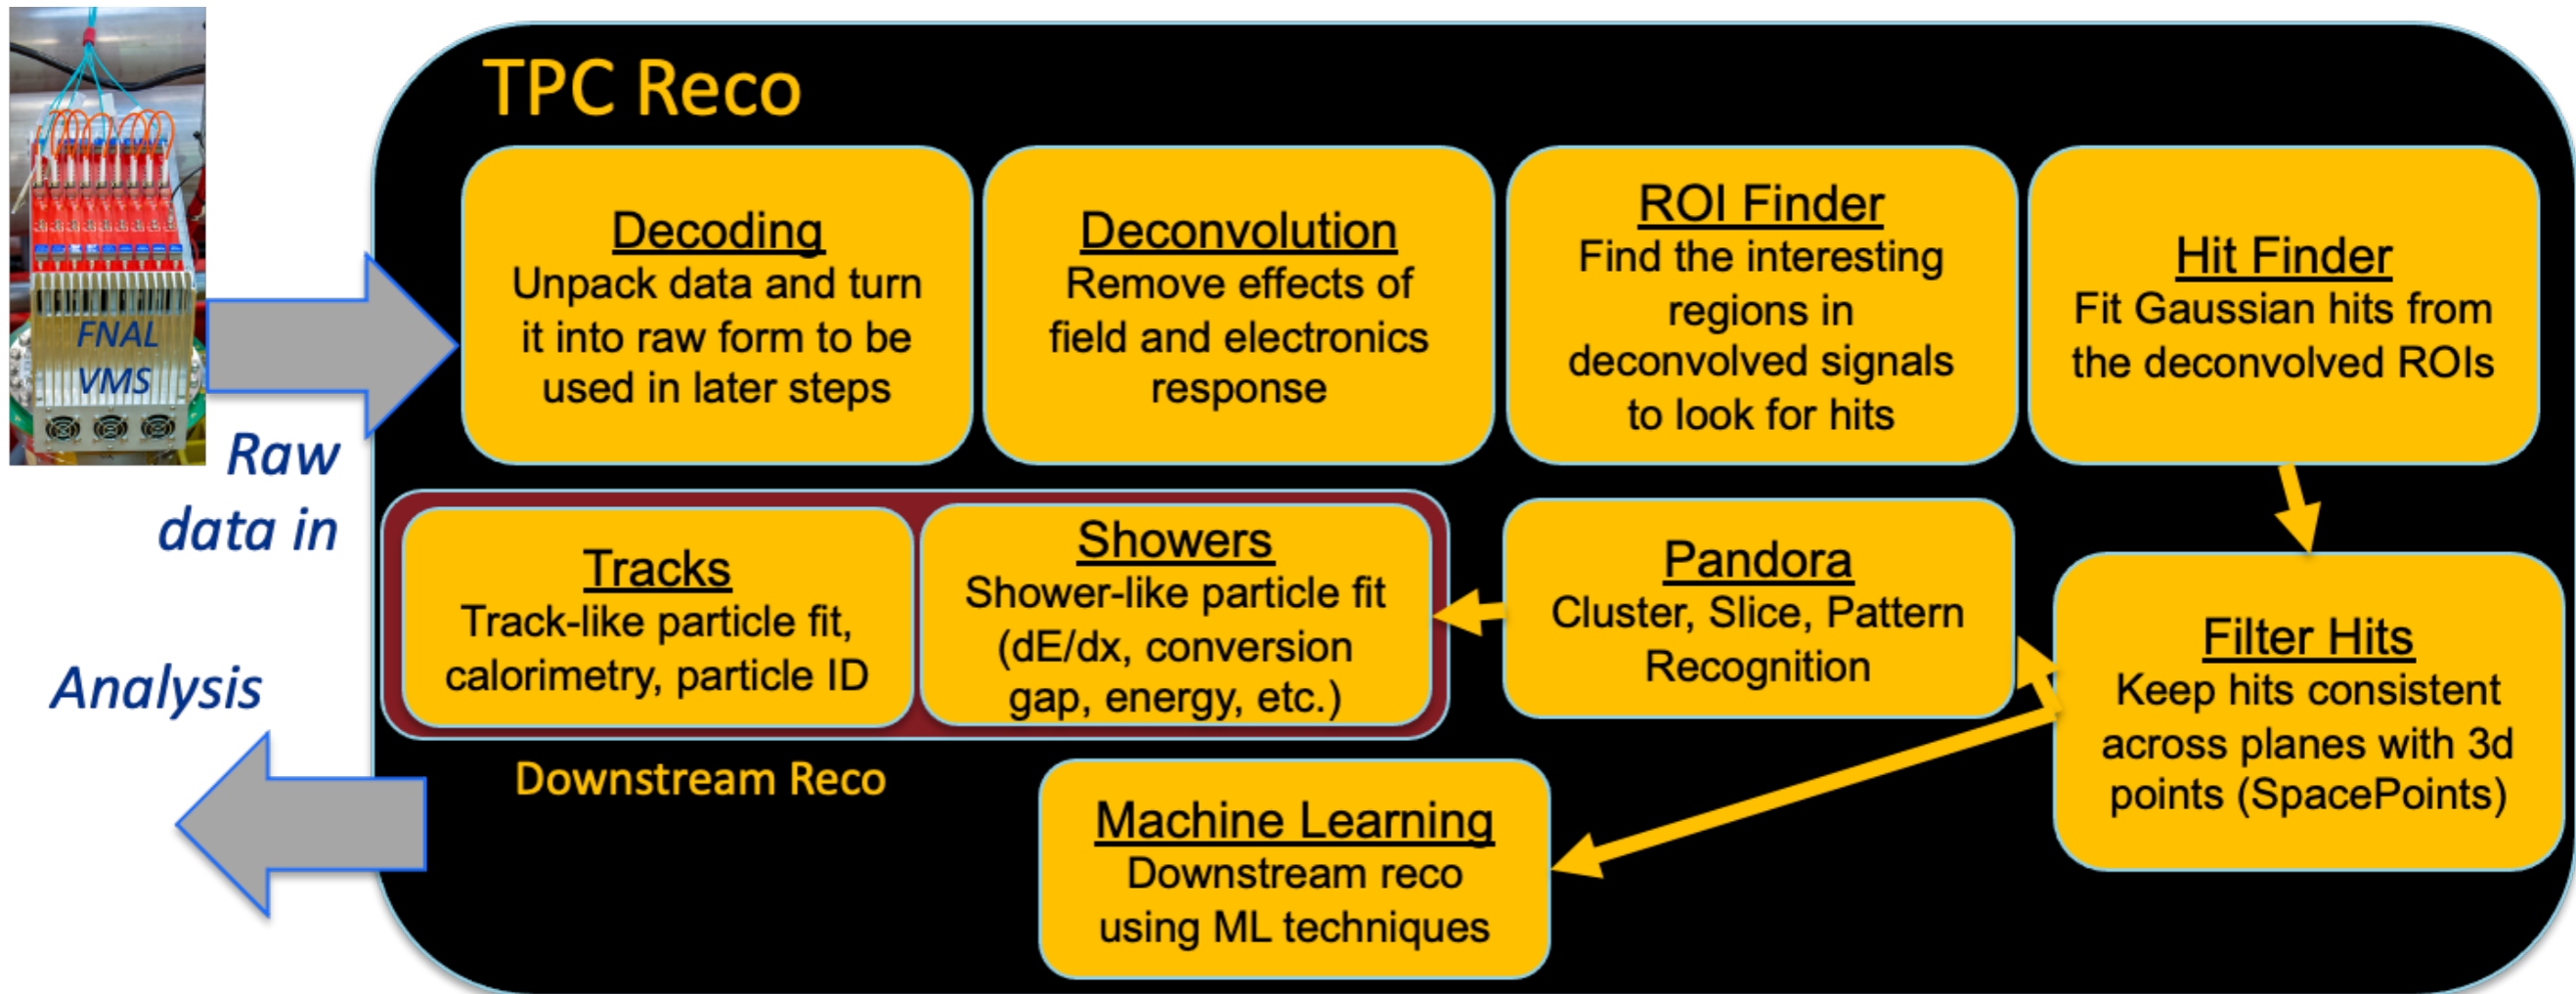 TPC Reco
FNAL
VMS
Raw
data in
Decoding
Unpack data and turn
it into raw form to be
used in later steps
Deconvolution
Remove effects of
field and electronics
response
ROI Finder
Find the interesting
regions in
deconvolved signals
to look for hits
Hit Finder
Fit Gaussian hits from
the deconvolved ROIs
Filter Hits
Keep hits consistent
across planes with 3d
points (SpacePoints)
Pandora
Cluster, Slice, Pattern
Recognition
Showers
Shower-like particle fit
(dE/dx, conversion
gap, energy, etc.)
Tracks
Track-like particle fit,
calorimetry, particle ID
Downstream Reco
Machine Learning
Downstream reco
using ML techniques
Analysis